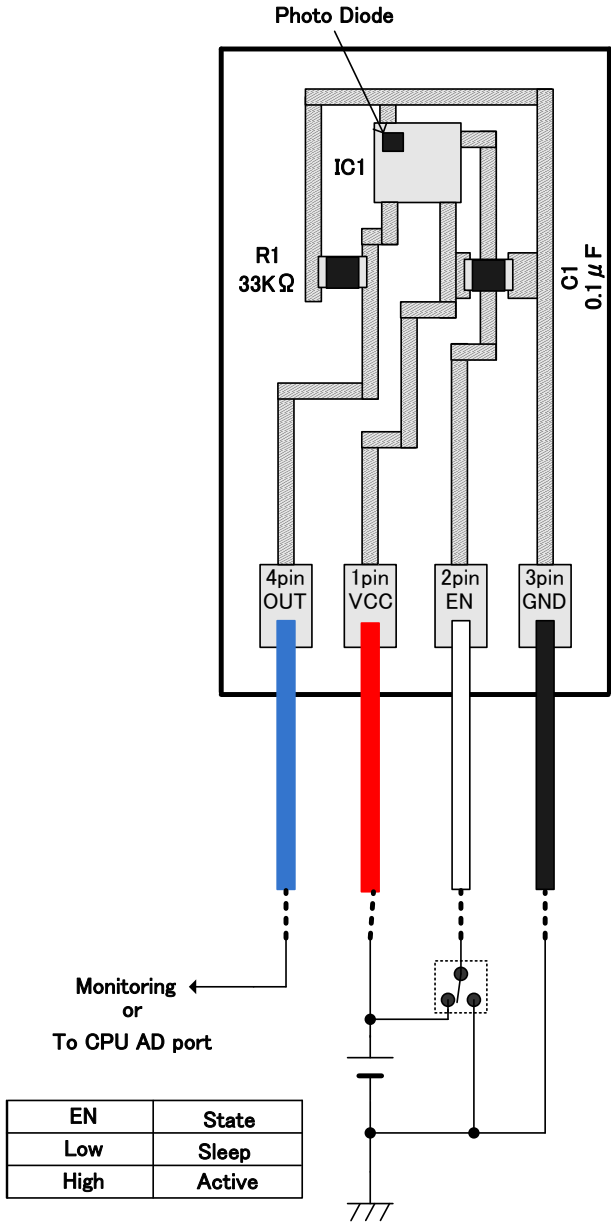 Photo Diode
IC1
R1
33KΩ
C1
0.1μF
4pin
OUT
1pin
VCC
2pin
EN
3pin
GND
Monitoring
or
To CPU AD port
EN State
Low Sleep
High Active